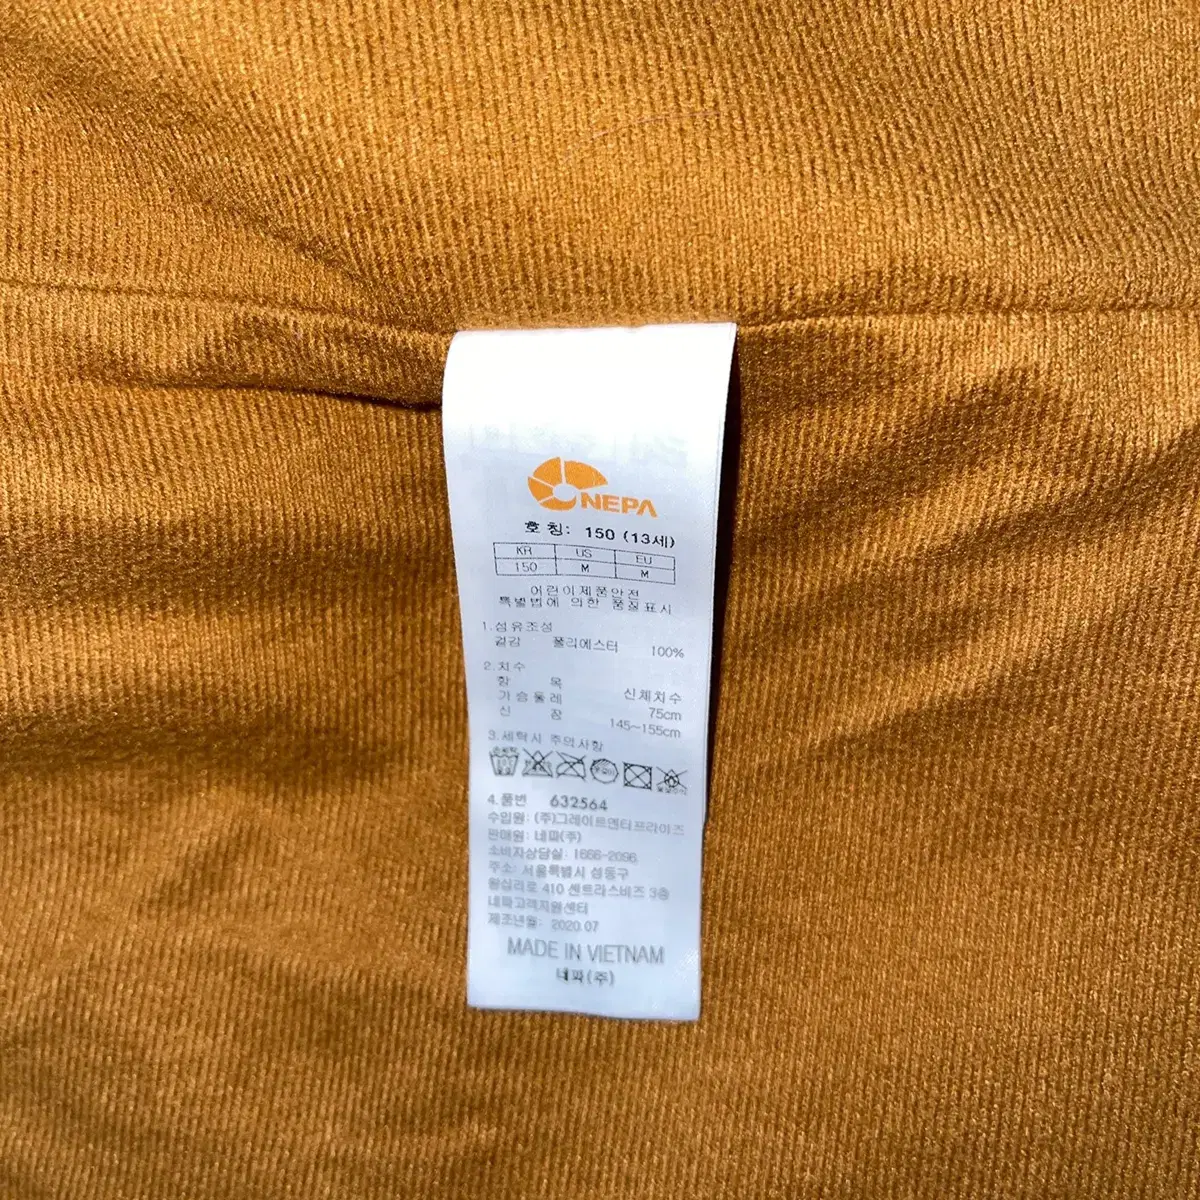 NEPA
호 칭: 150 (13세)
KR US EU
150 M M
어린이제품안전
특별법에 의한 품질표시
1.섬유조성
겉감 폴리에스터 100%
2.치수
항 목 신체치수
가슴둘레 75cm
신 장 145~155cm
3.세탁시 주의사항
4.품번 632564
수입원: (주)그레이트엔터프라이즈
판매원: 네파(주)
소비자상담실: 1666-2096
주소: 서울특별시 성동구
왕십리로 410 센트라스비즈 3층
네파고객지원센터
제조년월: 2020.07
MADE IN VIETNAM
네파(주)